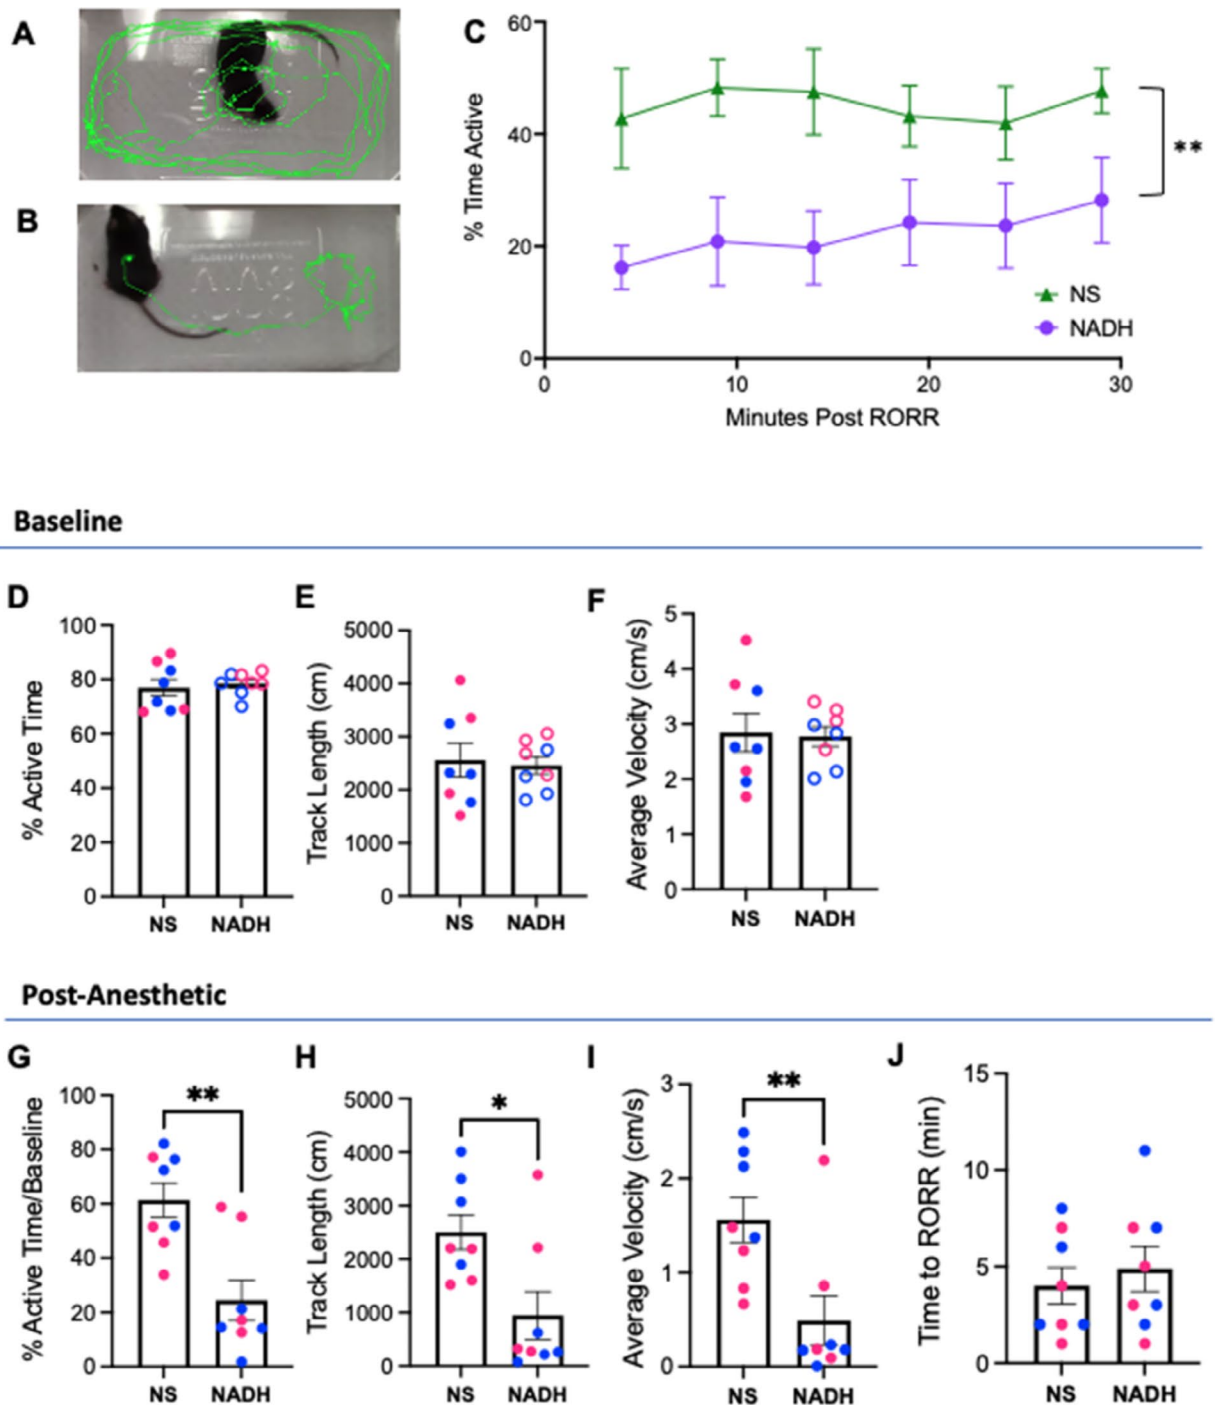 A
B
C
60
40
20
0
% Time Active
**
NS
NADH
0 10 20 30
Minutes Post RORR
Baseline
D
100
80
60
40
20
0
% Active Time
NS NADH
E
5000
4000
3000
2000
1000
0
Track Length (cm)
NS NADH
F
5
4
3
2
1
0
Average Velocity (cm/s)
NS NADH
Post-Anesthetic
G
**
100
80
60
40
20
0
% Active Time/Baseline
NS NADH
H
*
5000
4000
3000
2000
1000
0
Track Length (cm)
NS NADH
I
**
3
2
1
0
Average Velocity (cm/s)
NS NADH
J
15
10
5
0
Time to RORR (min)
NS NADH